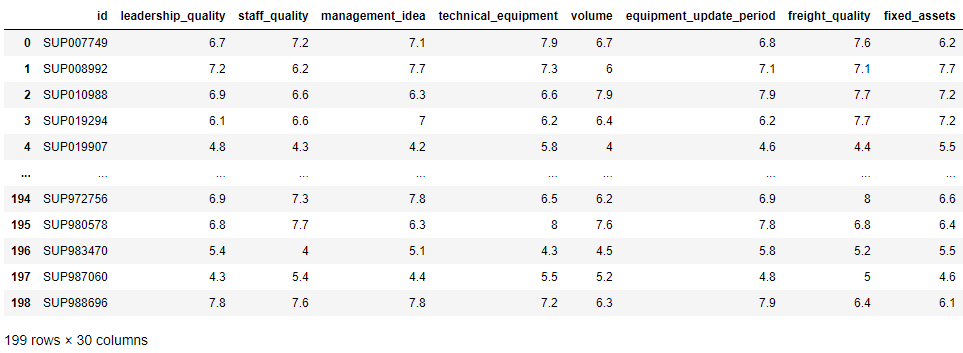 id leadership_quality staff_quality management_idea technical_equipment volume equipment_update_period freight_quality fixed_assets
0 SUP007749 6.7 7.2 7.1 7.9 6.7 6.8 7.6 6.2
1 SUP008992 7.2 6.2 7.7 7.3 6 7.1 7.1 7.7
2 SUP010988 6.9 6.6 6.3 6.6 7.9 7.9 7.7 7.2
3 SUP019294 6.1 6.6 7 6.2 6.4 6.2 7.7 7.2
4 SUP019907 4.8 4.3 4.2 5.8 4 4.6 4.4 5.5
... ... ... ... ... ... ... ... ... ...
194 SUP972756 6.9 7.3 7.8 6.5 6.2 6.9 8 6.6
195 SUP980578 6.8 7.7 6.3 8 7.6 7.8 6.8 6.4
196 SUP983470 5.4 4 5.1 4.3 4.5 5.8 5.2 5.5
197 SUP987060 4.3 5.4 4.4 5.5 5.2 4.8 5 4.6
198 SUP988696 7.8 7.6 7.8 7.2 6.3 7.9 6.4 6.1
199 rows × 30 columns